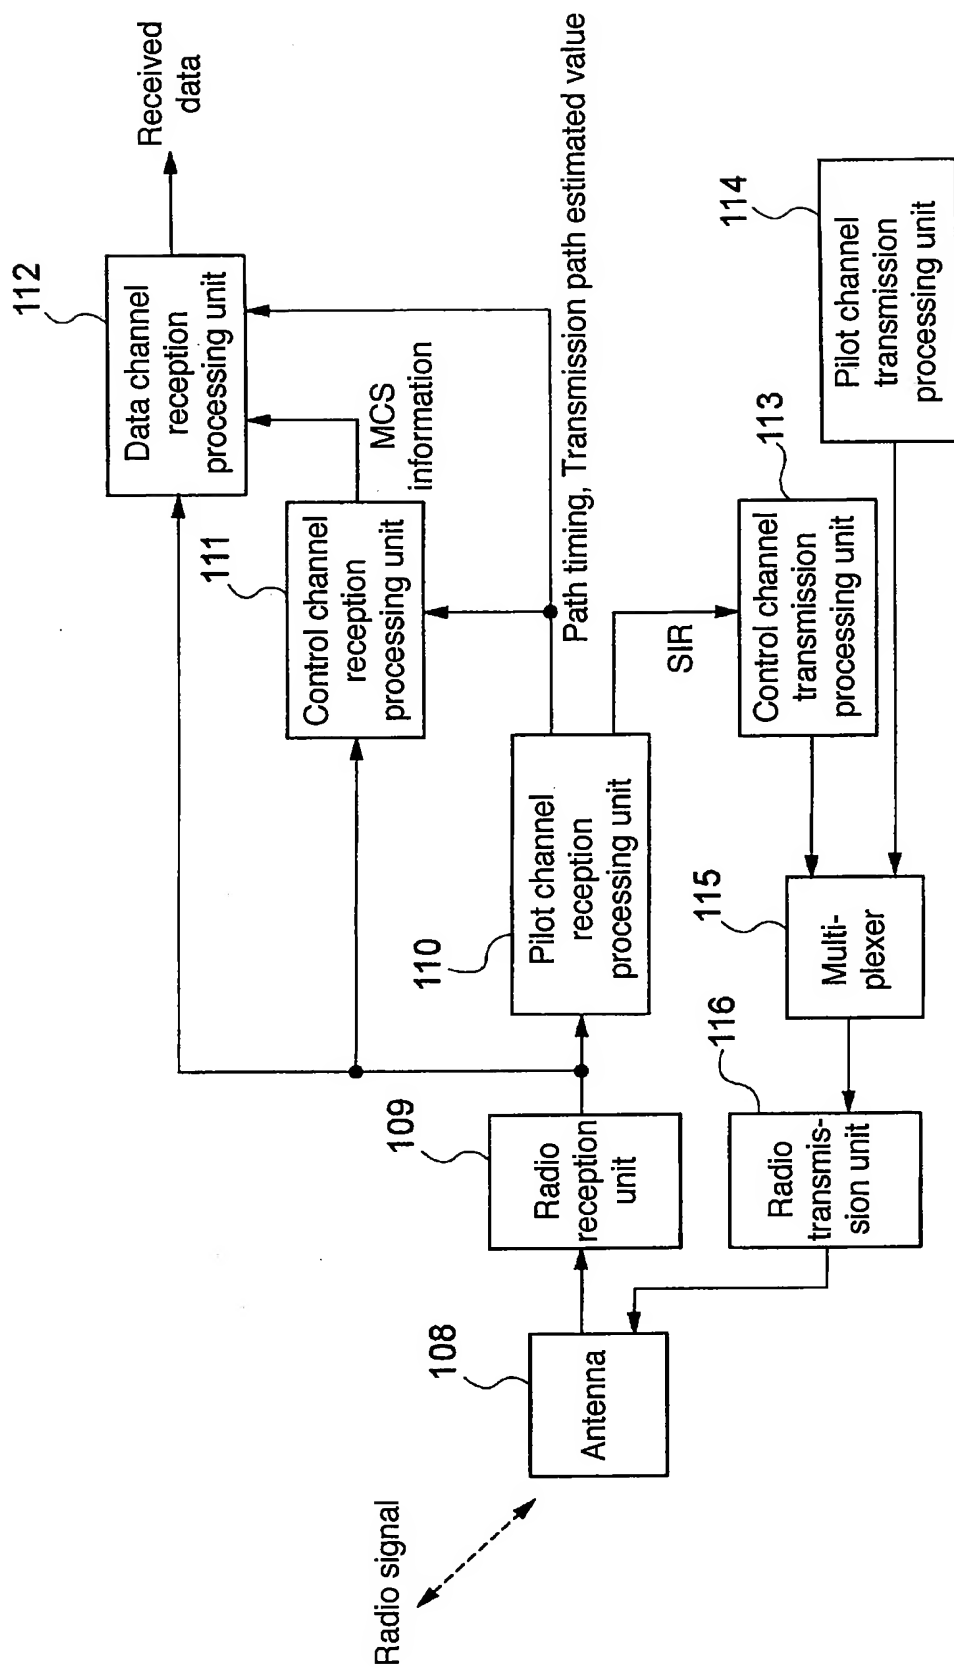 Radio signal
108
Antenna
109
Radio
reception
unit
110
Pilot channel
reception
processing unit
111
Control channel
reception
processing unit
112
Data channel
reception
processing unit
Received
data
MCS
information
Path timing, Transmission path estimated value
SIR
113
Control channel
transmission
processing unit
114
Pilot channel
transmission
processing unit
115
Multi-
plexer
116
Radio
transmis-
sion unit